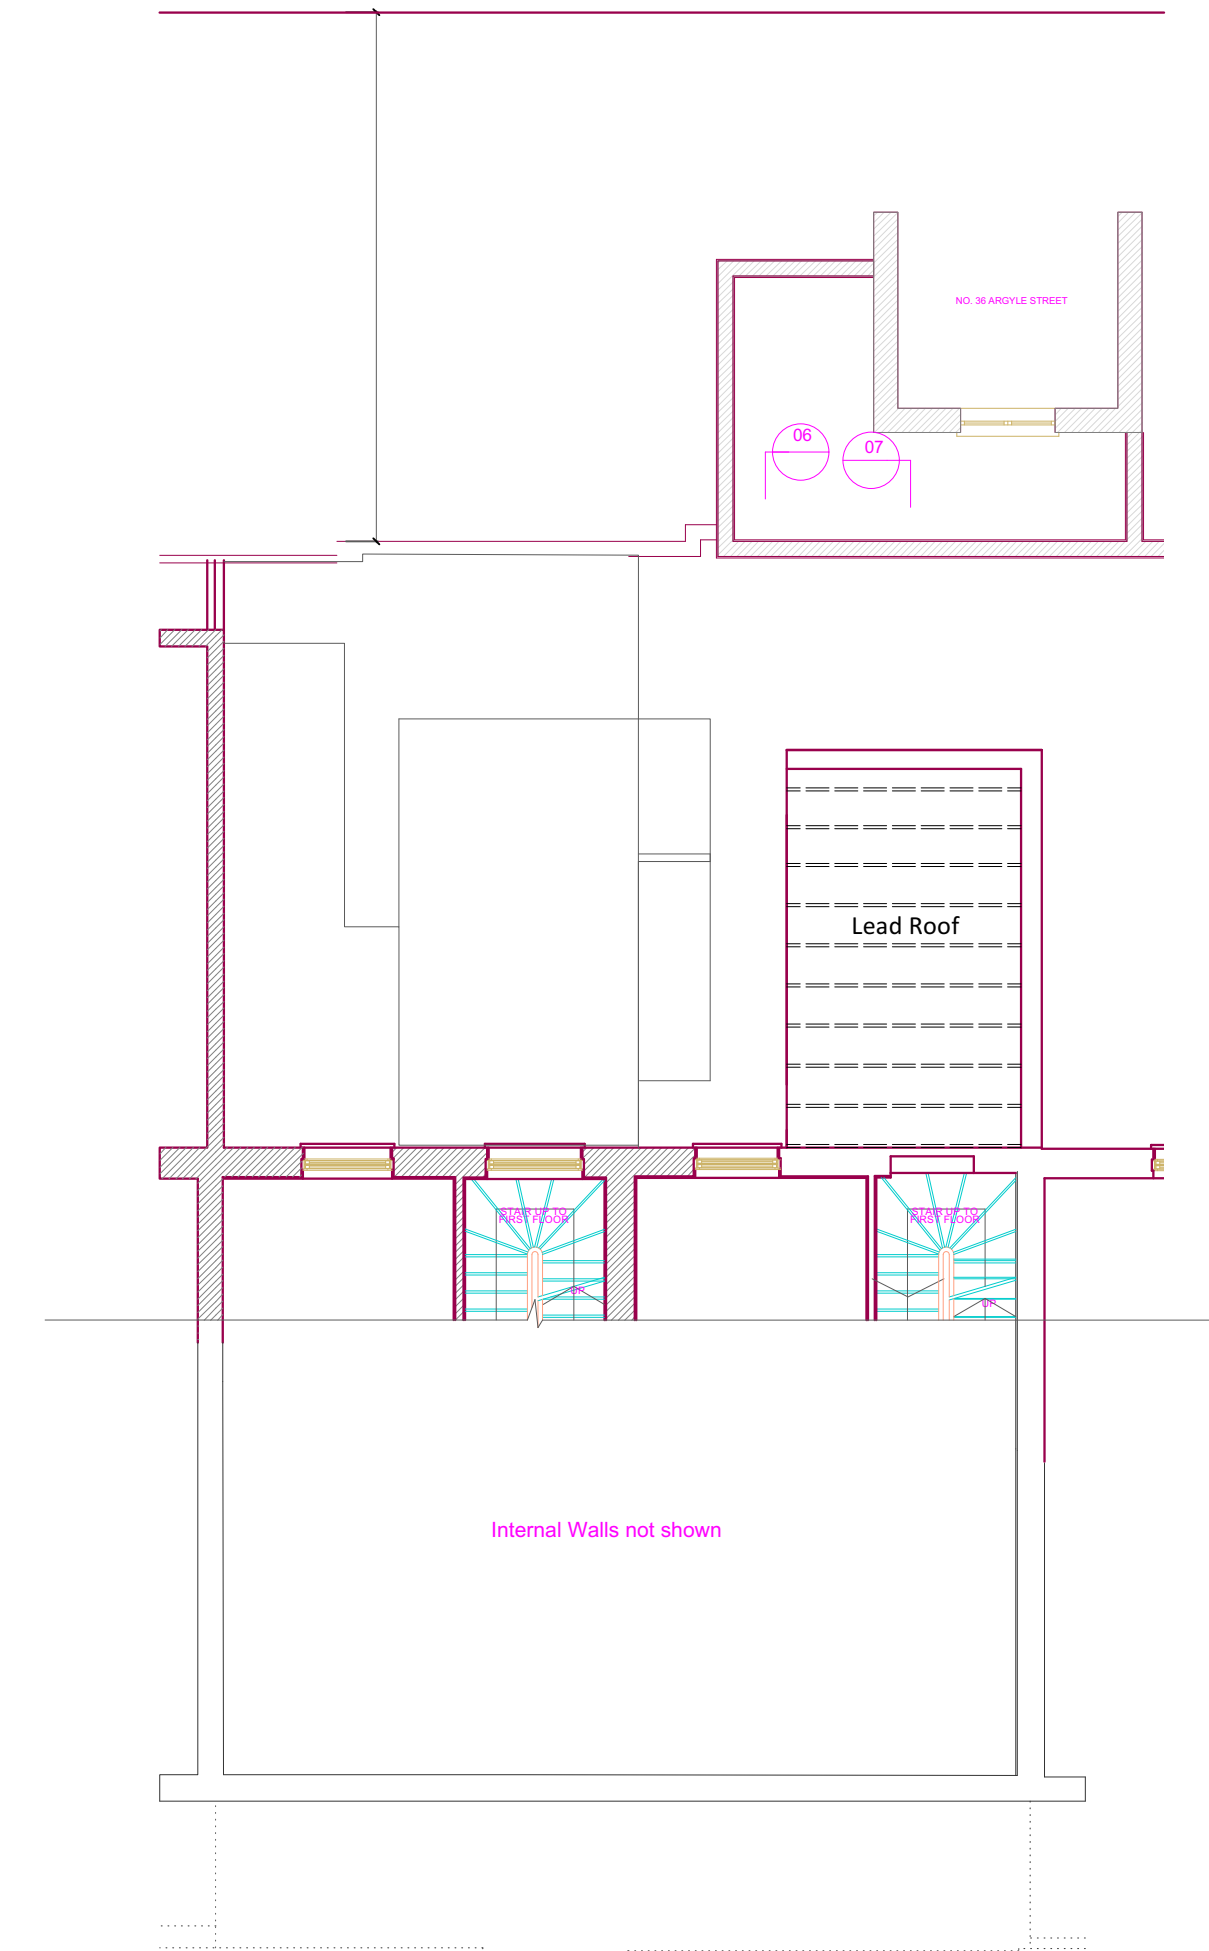 NO. 36 ARGYLE STREET
06
07
Lead Roof
STAIR UP TO
FIRST FLOOR
UP
STAIR UP TO
FIRST FLOOR
UP
Internal Walls not shown